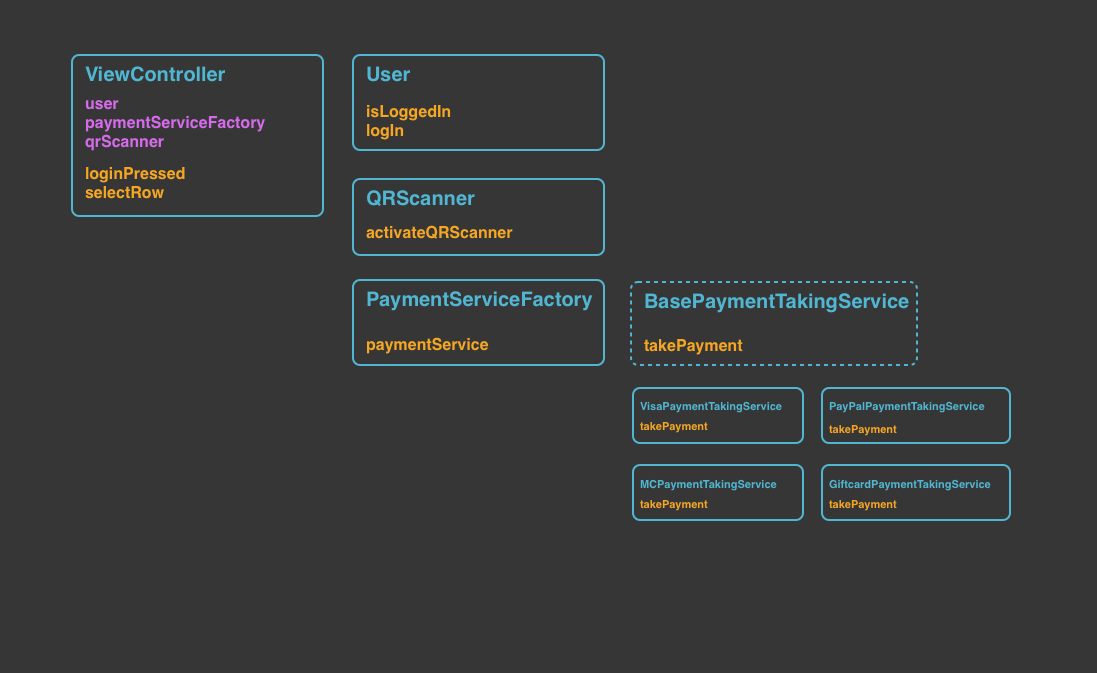 ViewController
user
paymentServiceFactory
qrScanner
loginPressed
selectRow
User
isLoggedIn
logIn
QRScanner
activateQRScanner
PaymentServiceFactory
paymentService
BasePaymentTakingService
takePayment
VisaPaymentTakingService
takePayment
PayPalPaymentTakingService
takePayment
MCPaymentTakingService
takePayment
GiftcardPaymentTakingService
takePayment